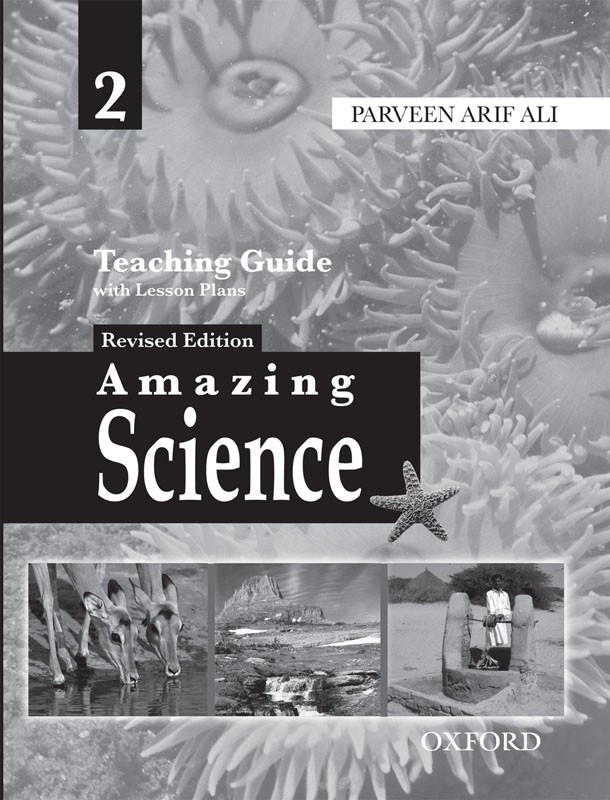 2
PARVEEN ARIF ALI
Teaching Guide
with Lesson Plans
Revised Edition
Amazing
Science
OXFORD